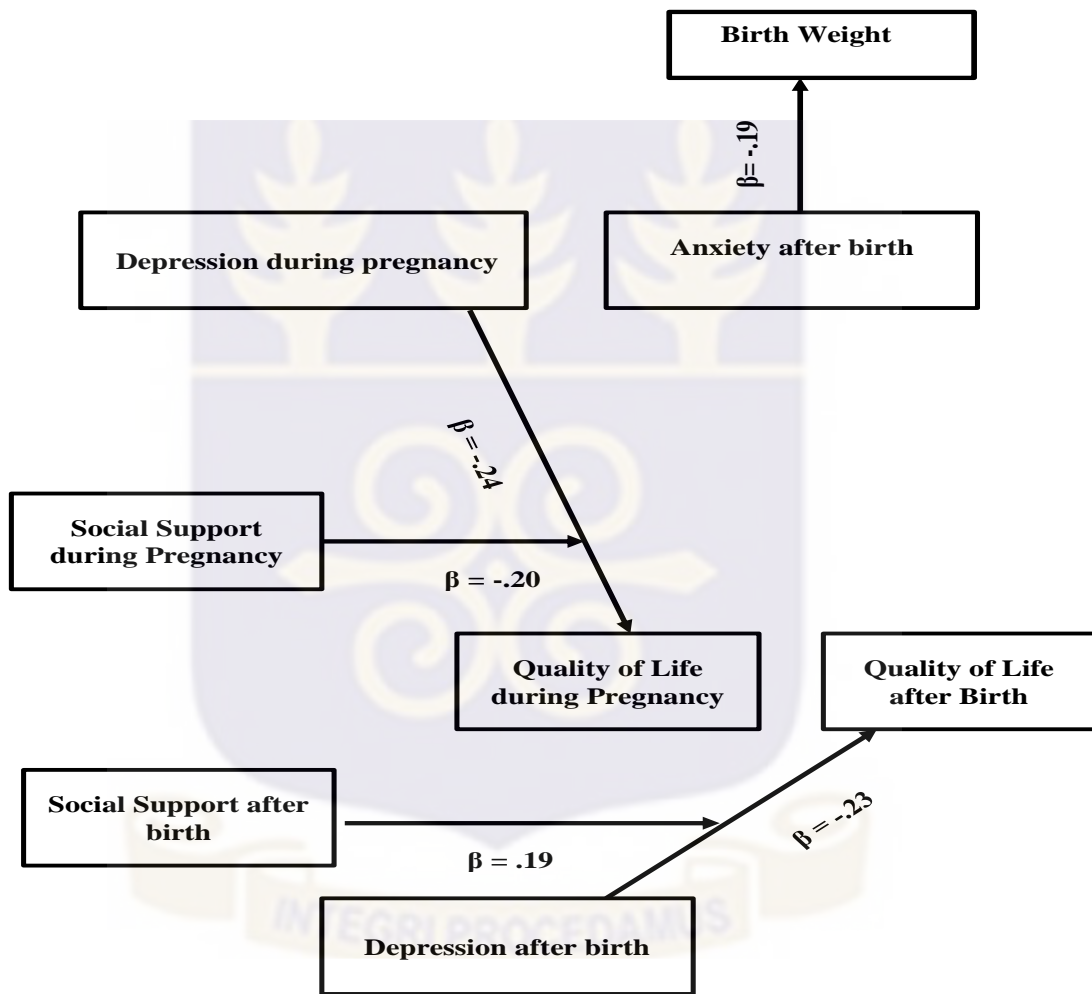 Birth Weight
β= -.19
Depression during pregnancy
Anxiety after birth
β = -.24
Social Support
during Pregnancy
β = -.20
Quality of Life
during Pregnancy
Quality of Life
after Birth
Social Support after
birth
β = .19
β = -.23
Depression after birth
INTEGRI PROCEDAMUS